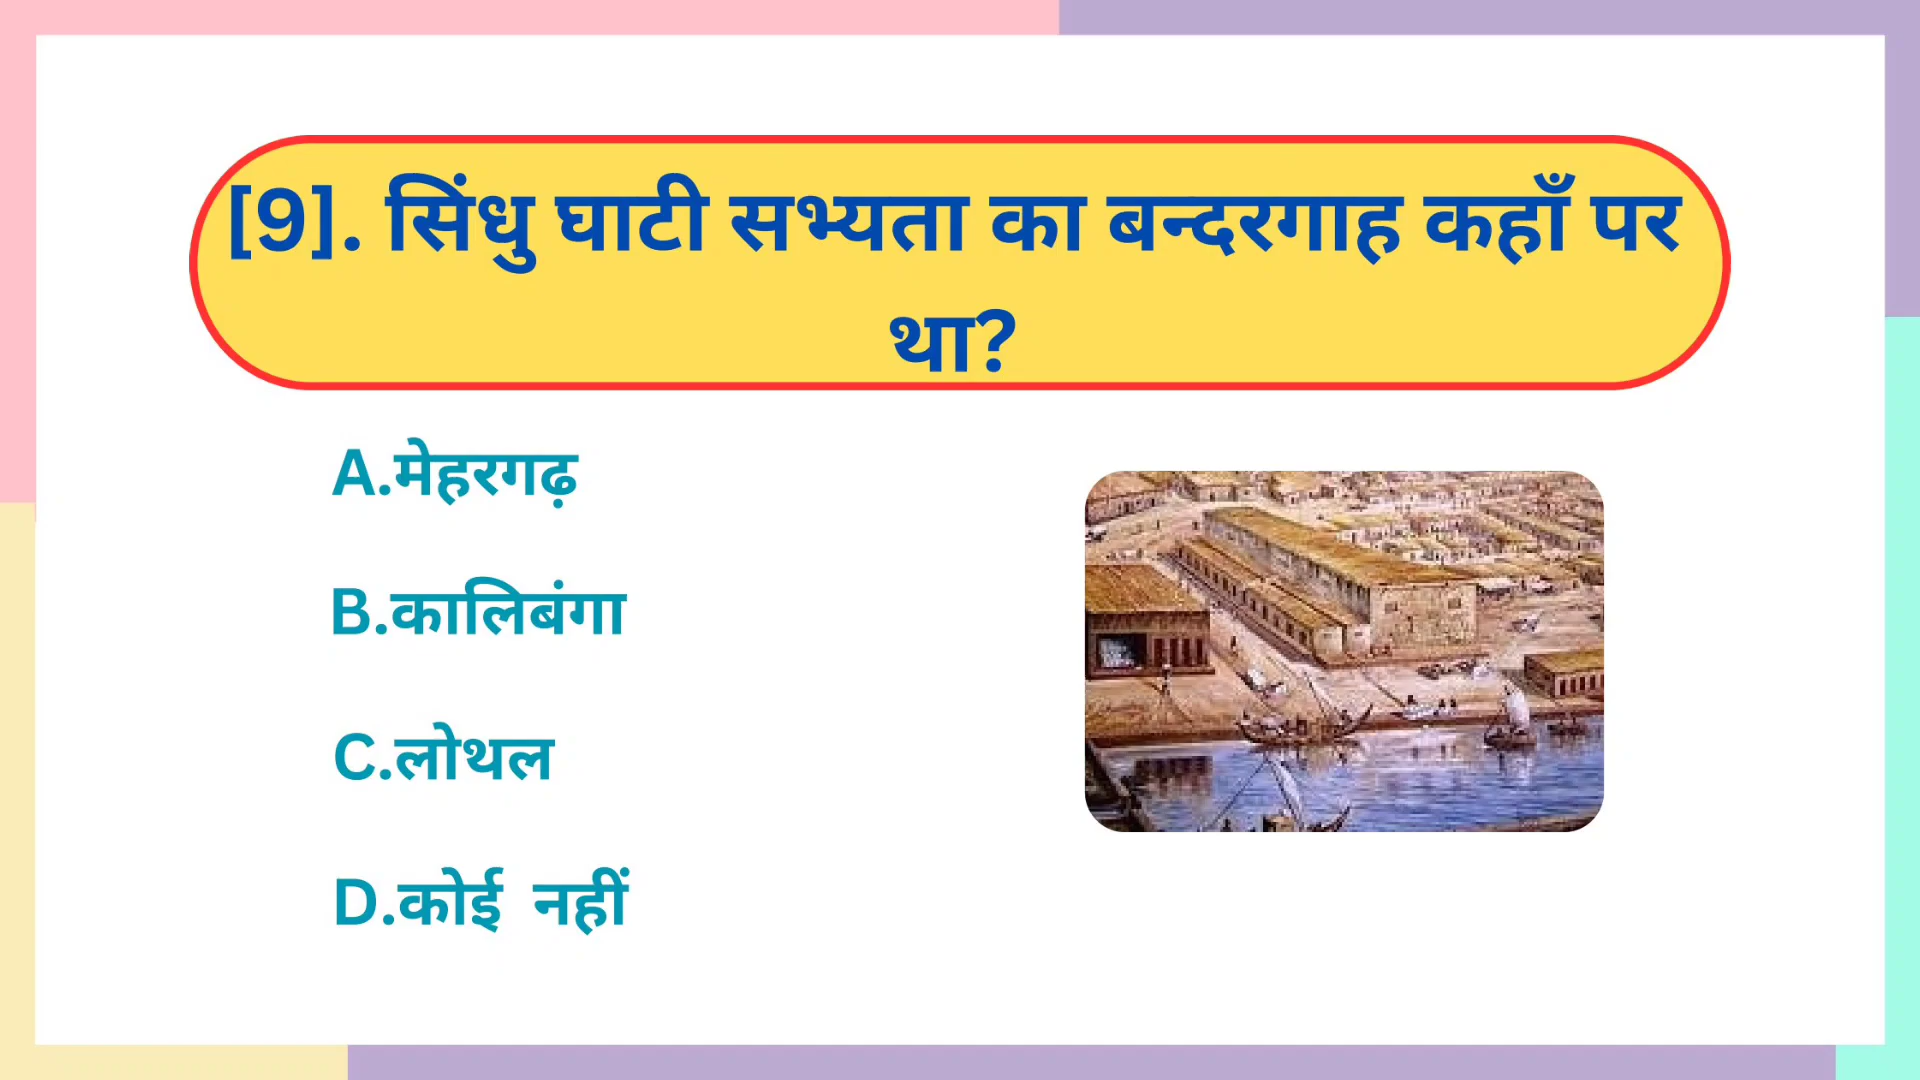 [9]. सिंधु घाटी सभ्यता का बन्दरगाह कहाँ पर
था?
A.मेहरगढ़
B.कालिबंगा
C.लोथल
D.कोई नहीं